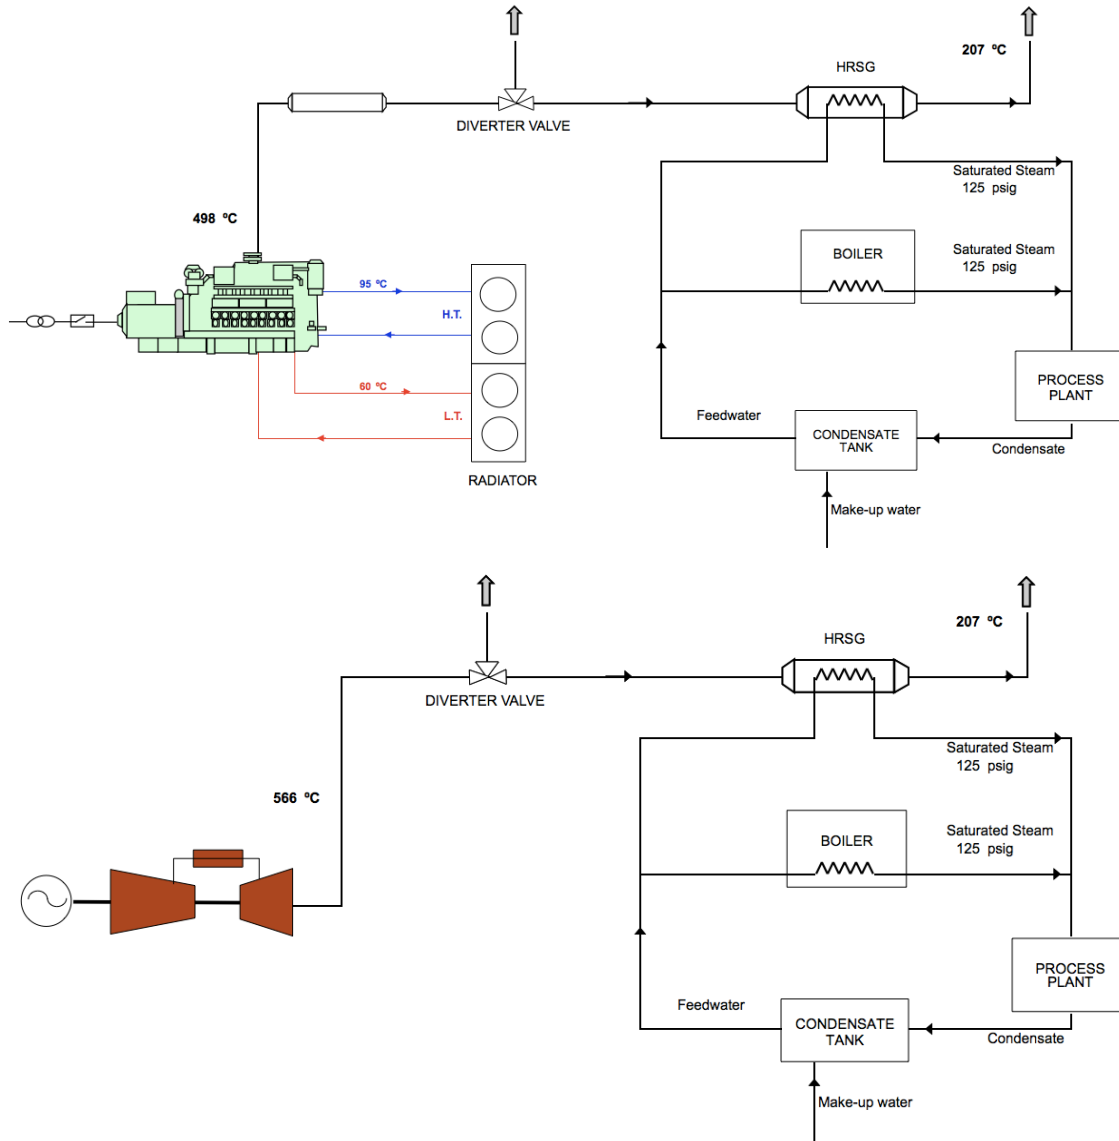 207 ºC
HRSG
DIVERTER VALVE
Saturated Steam
125 psig
498 ºC
BOILER
Saturated Steam
125 psig
95 ºC
H.T.
60 ºC
L.T.
RADIATOR
PROCESS
PLANT
Feedwater
CONDENSATE
TANK
Condensate
Make-up water
207 ºC
HRSG
DIVERTER VALVE
Saturated Steam
125 psig
566 ºC
BOILER
Saturated Steam
125 psig
PROCESS
PLANT
Feedwater
CONDENSATE
TANK
Condensate
Make-up water